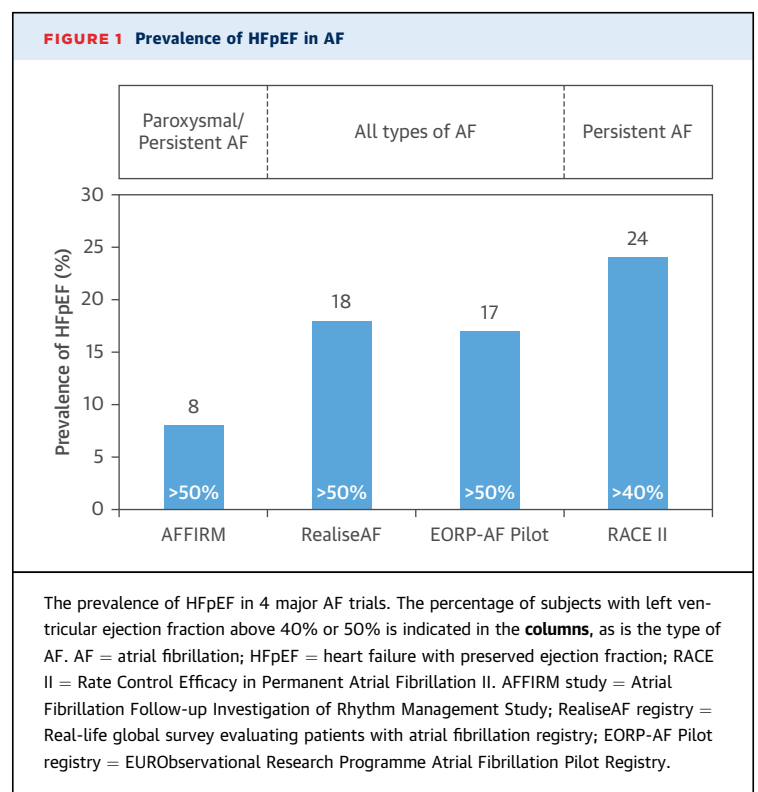 FIGURE 1 Prevalence of HFpEF in AF
Paroxysmal/
Persistent AF
All types of AF
Persistent AF
Prevalence of HFpEF (%)
30
25
20
15
10
5
0
8
18
17
24
>50%
>50%
>50%
>40%
AFFIRM
RealiseAF
EORP-AF Pilot
RACE II
The prevalence of HFpEF in 4 major AF trials. The percentage of subjects with left ven-
tricular ejection fraction above 40% or 50% is indicated in the columns, as is the type of
AF. AF = atrial fibrillation; HFpEF = heart failure with preserved ejection fraction; RACE
II = Rate Control Efficacy in Permanent Atrial Fibrillation II. AFFIRM study = Atrial
Fibrillation Follow-up Investigation of Rhythm Management Study; RealiseAF registry =
Real-life global survey evaluating patients with atrial fibrillation registry; EORP-AF Pilot
registry = EURObservational Research Programme Atrial Fibrillation Pilot Registry.